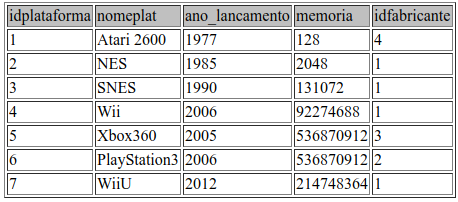 idplataforma nomeplat ano_lancamento memoria idfabricante
1 Atari 2600 1977 128 4
2 NES 1985 2048 1
3 SNES 1990 131072 1
4 Wii 2006 92274688 1
5 Xbox360 2005 536870912 3
6 PlayStation3 2006 536870912 2
7 WiiU 2012 214748364 1